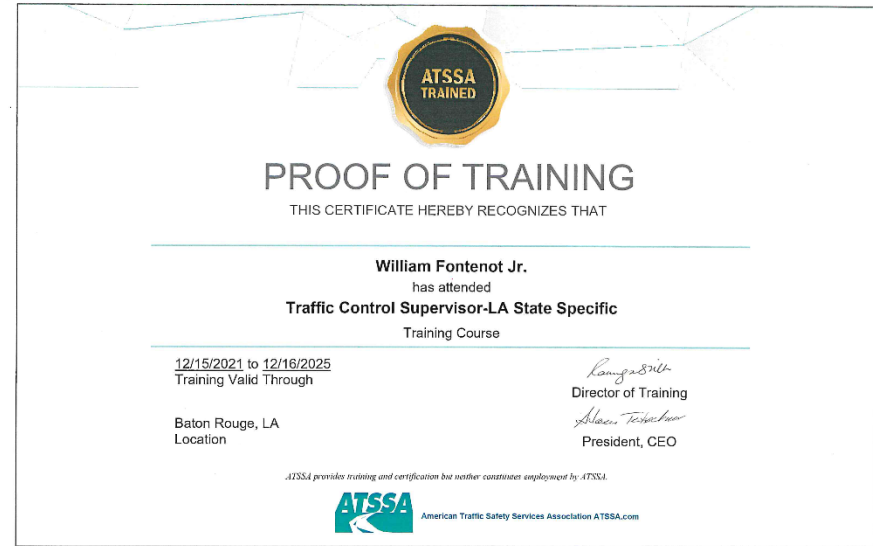 ATSSA
TRAINED
PROOF OF TRAINING
THIS CERTIFICATE HEREBY RECOGNIZES THAT
William Fontenot Jr.
has attended
Traffic Control Supervisor-LA State Specific
Training Course
12/15/2021 to 12/16/2025
Training Valid Through
Director of Training
Baton Rouge, LA
Location
President, CEO
ATSSA provides training and certification but neither constitutes employment by ATSSA.
ATSSA
American Traffic Safety Services Association ATSSA.com